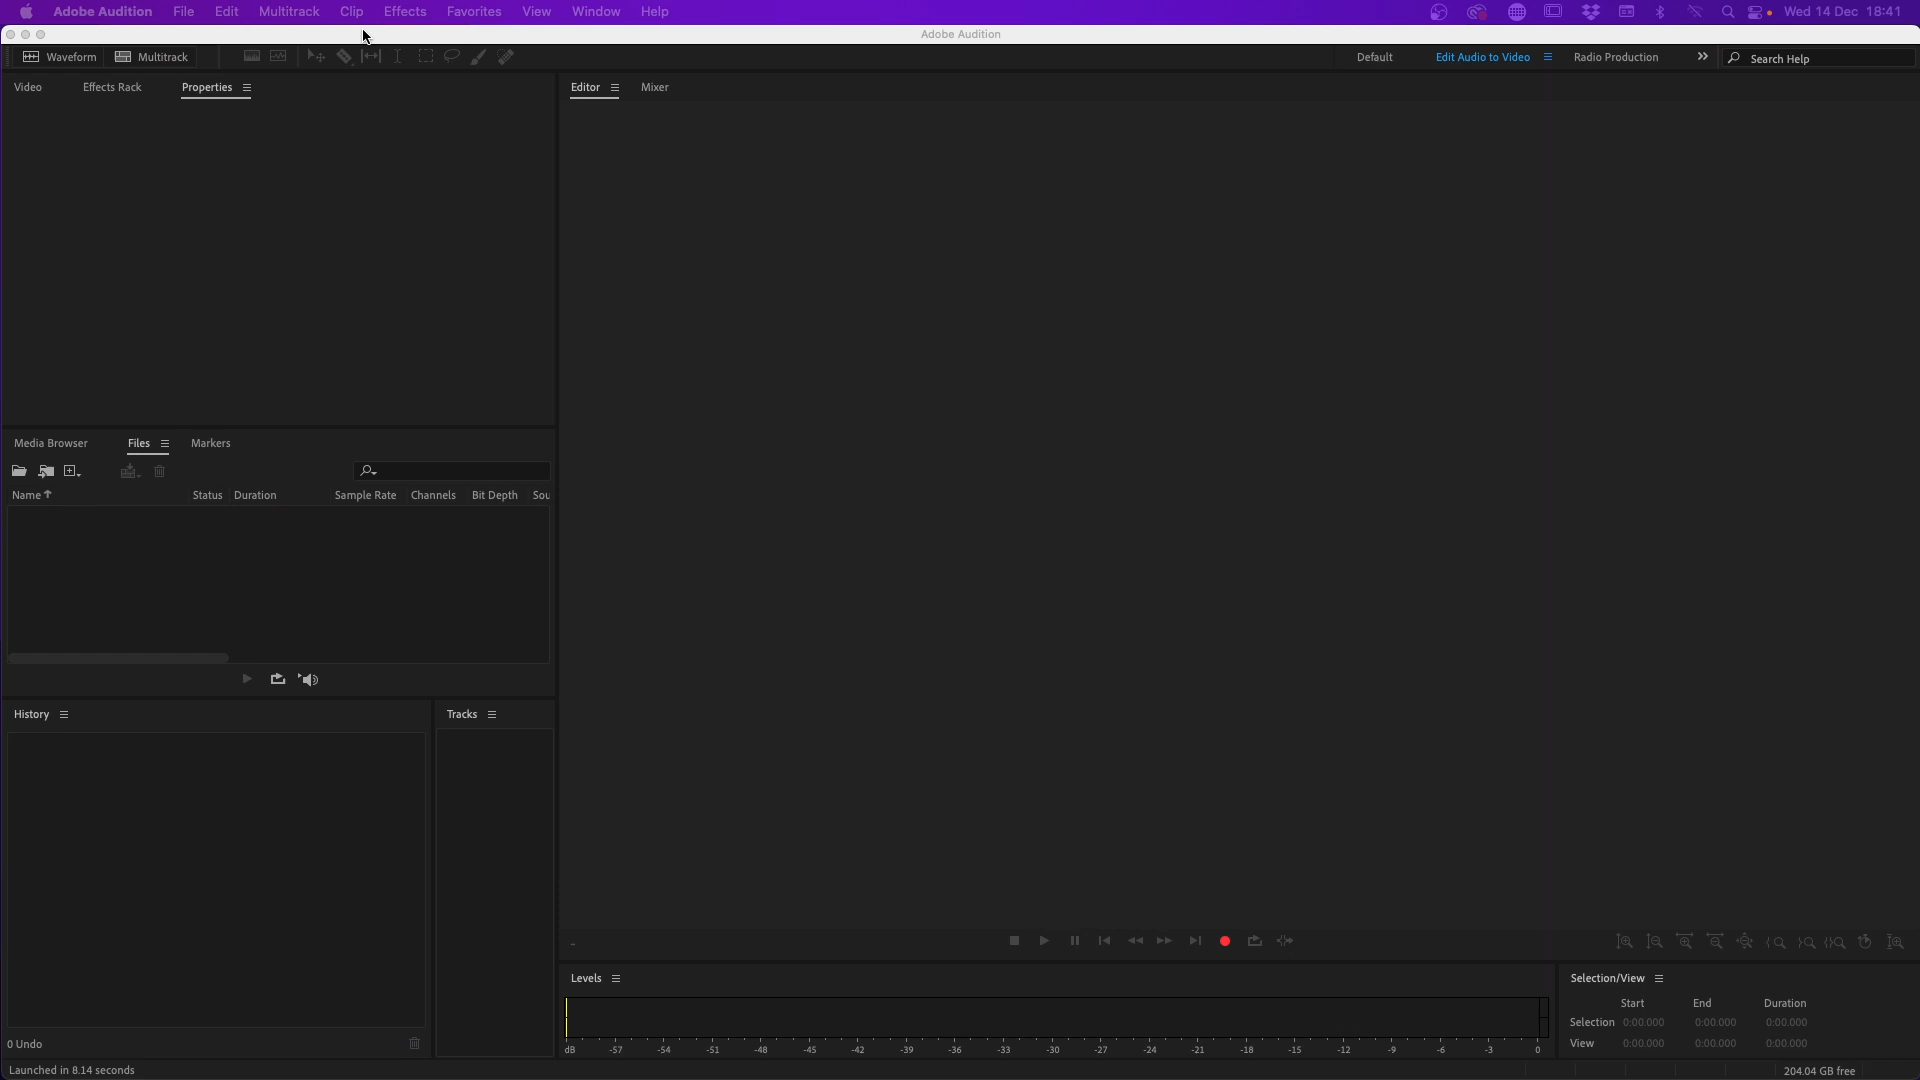 Adobe Audition File Edit Multitrack Clip Effects Favorites View Window Help Wed 14 Dec 18:41
Adobe Audition
Waveform Multitrack Default Edit Audio to Video Radio Production Search Help
Video Effects Rack Properties Editor Mixer
Media Browser Files Markers
Name Status Duration Sample Rate Channels Bit Depth Sou
History Tracks
Levels Selection/View
Start End Duration
Selection 0:00.000 0:00.000 0:00.000
View 0:00.000 0:00.000 0:00.000
0 Undo
dB -57 -54 -51 -48 -45 -42 -39 -36 -33 -30 -27 -24 -21 -18 -15 -12 -9 -6 -3 0
Launched in 8.14 seconds 204.04 GB free